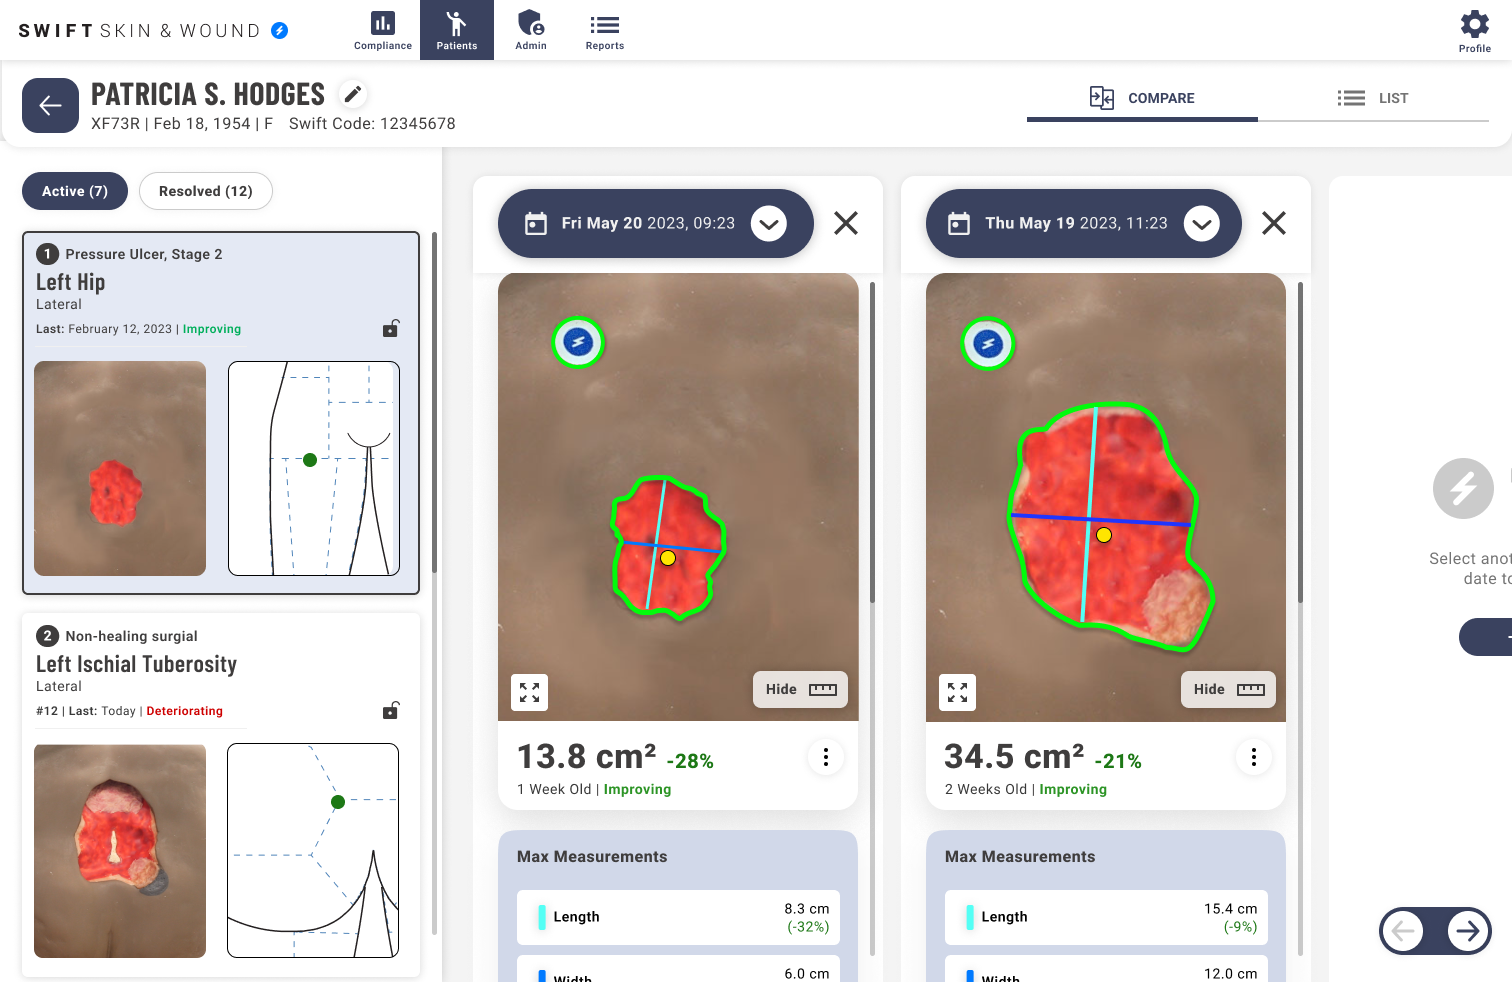 SWIFT SKIN & WOUND
Compliance
Patients
Admin
Reports
Profile
PATRICIA S. HODGES
XF73R | Feb 18, 1954 | F Swift Code: 12345678
COMPARE
LIST
Active (7)
Resolved (12)
1 Pressure Ulcer, Stage 2
Left Hip
Lateral
Last: February 12, 2023 | Improving
2 Non-healing surgial
Left Ischial Tuberosity
Lateral
#12 | Last: Today | Deteriorating
Fri May 20 2023, 09:23
Hide
13.8 cm² -28%
1 Week Old | Improving
Max Measurements
Length
8.3 cm
(-32%)
Width
6.0 cm
Thu May 19 2023, 11:23
Hide
34.5 cm² -21%
2 Weeks Old | Improving
Max Measurements
Length
15.4 cm
(-9%)
Width
12.0 cm
Select
date